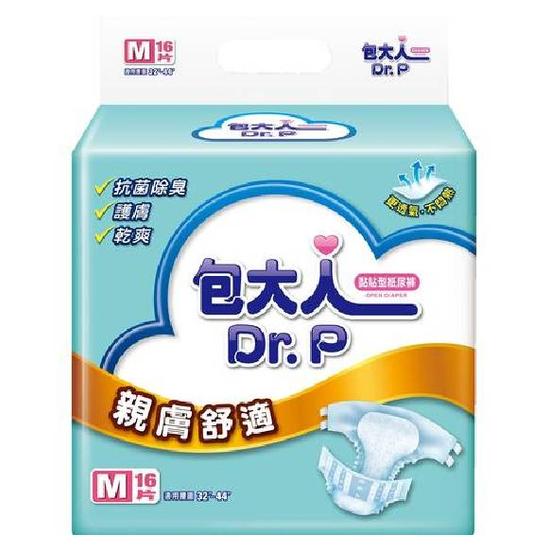 M 16片
適用腰圍 32"-44"
包大人
Dr. P
抗菌除臭
護膚
乾爽
更透氣·不悶熱
包大人
黏貼型紙尿褲
OPEN DIAPER
Dr. P
親膚舒適
M 16片
適用腰圍 32"-44"